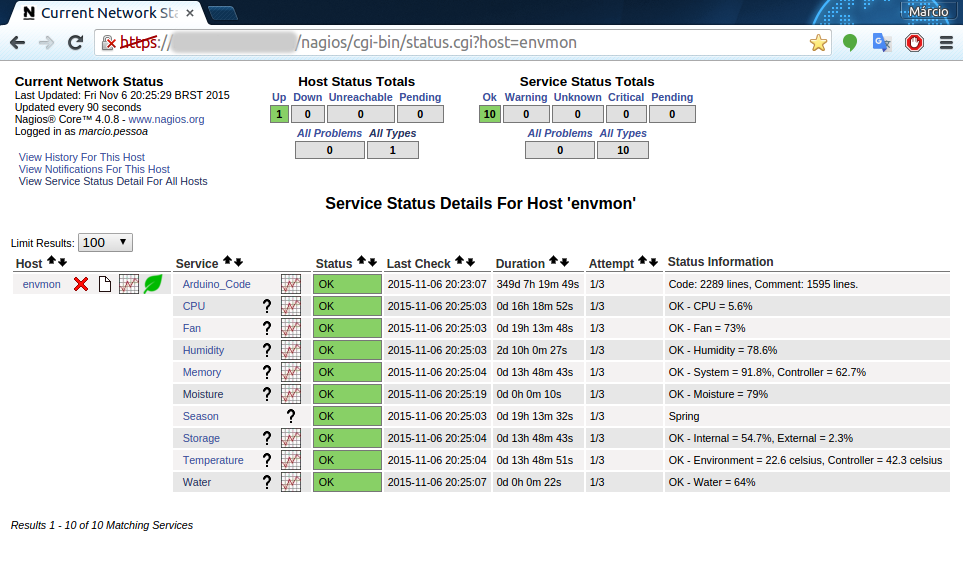 Current Network Sta
Márcio
https://
/nagios/cgi-bin/status.cgi?host=envmon
Current Network Status
Last Updated: Fri Nov 6 20:25:29 BRST 2015
Updated every 90 seconds
Nagios® Core™ 4.0.8 - www.nagios.org
Logged in as marcio.pessoa
View History For This Host
View Notifications For This Host
View Service Status Detail For All Hosts
Host Status Totals
Up Down Unreachable Pending
1 0 0 0
All Problems All Types
0 1
Service Status Totals
Ok Warning Unknown Critical Pending
10 0 0 0 0
All Problems All Types
0 10
Service Status Details For Host 'envmon'
Limit Results: 100
Host Service Status Last Check Duration Attempt Status Information
envmon Arduino_Code OK 2015-11-06 20:23:07 349d 7h 19m 49s 1/3 Code: 2289 lines, Comment: 1595 lines.
CPU ? OK 2015-11-06 20:25:03 0d 16h 18m 52s 1/3 OK - CPU = 5.6%
Fan ? OK 2015-11-06 20:25:03 0d 19h 13m 48s 1/3 OK - Fan = 73%
Humidity ? OK 2015-11-06 20:25:03 2d 10h 0m 27s 1/3 OK - Humidity = 78.6%
Memory ? OK 2015-11-06 20:25:04 0d 13h 48m 43s 1/3 OK - System = 91.8%, Controller = 62.7%
Moisture ? OK 2015-11-06 20:25:19 0d 0h 0m 10s 1/3 OK - Moisture = 79%
Season ? OK 2015-11-06 20:25:03 0d 19h 13m 32s 1/3 Spring
Storage ? OK 2015-11-06 20:25:04 0d 13h 48m 43s 1/3 OK - Internal = 54.7%, External = 2.3%
Temperature ? OK 2015-11-06 20:25:04 0d 13h 48m 51s 1/3 OK - Environment = 22.6 celsius, Controller = 42.3 celsius
Water ? OK 2015-11-06 20:25:07 0d 0h 0m 22s 1/3 OK - Water = 64%
Results 1 - 10 of 10 Matching Services